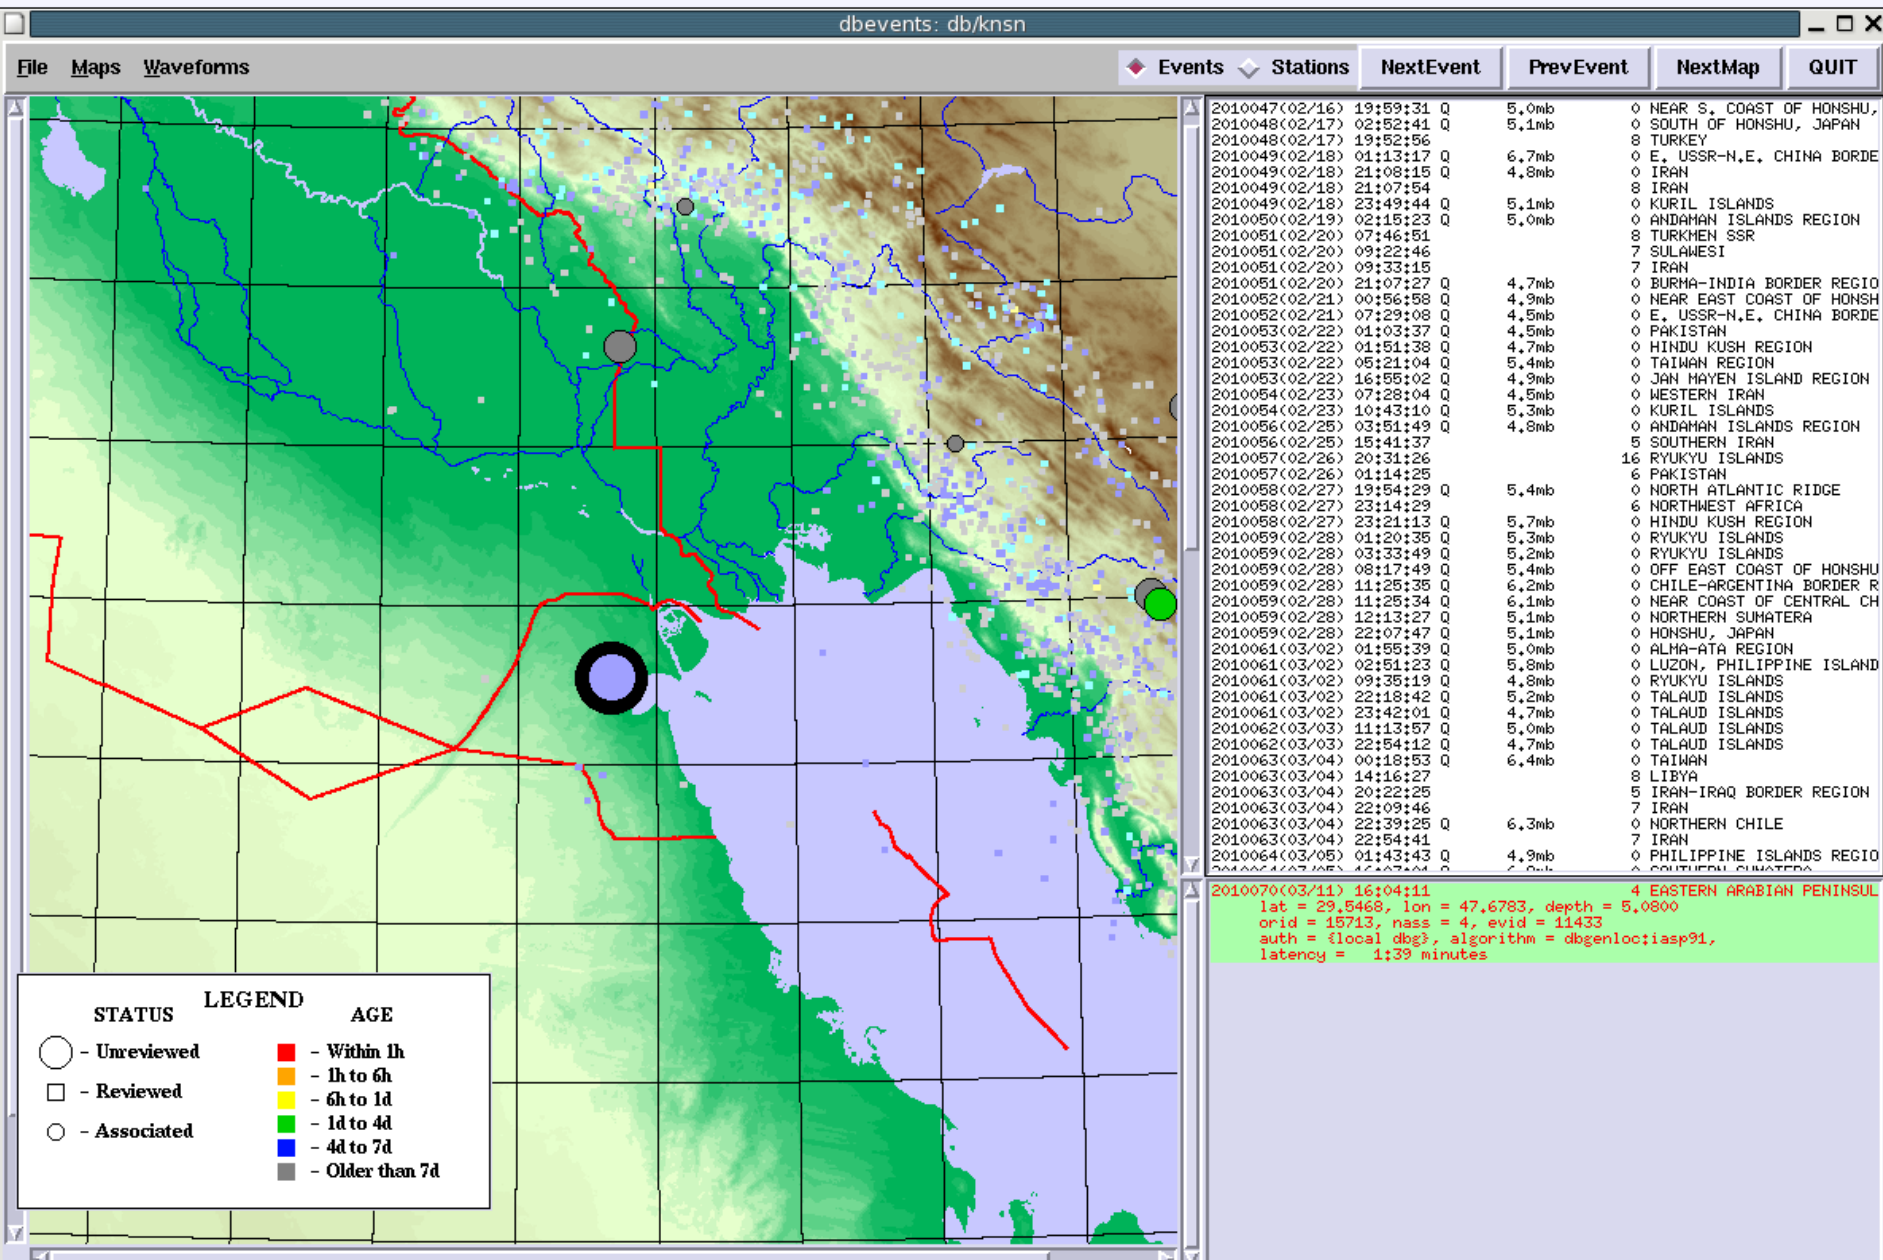 dbevents: db/knsn
File Maps Waveforms Events Stations NextEvent PrevEvent NextMap QUIT
2010047(02/16) 19:59:31 Q 5.0mb 0 NEAR S. COAST OF HONSHU,
2010048(02/17) 02:52:41 Q 5.1mb 0 SOUTH OF HONSHU, JAPAN
2010048(02/17) 19:52:56 8 TURKEY
2010049(02/18) 01:13:17 Q 6.7mb 0 E. USSR-N.E. CHINA BORDE
2010049(02/18) 21:08:15 Q 4.8mb 0 IRAN
2010049(02/18) 21:07:54 8 IRAN
2010049(02/18) 23:49:44 Q 5.1mb 0 KURIL ISLANDS
2010050(02/19) 02:15:23 Q 5.0mb 0 ANDAMAN ISLANDS REGION
2010051(02/20) 07:46:51 8 TURKMEN SSR
2010051(02/20) 09:22:46 7 SULAWESI
2010051(02/20) 09:33:15 7 IRAN
2010051(02/20) 21:07:27 Q 4.7mb 0 BURMA-INDIA BORDER REGIO
2010052(02/21) 00:56:58 Q 4.9mb 0 NEAR EAST COAST OF HONSH
2010052(02/21) 07:29:08 Q 4.5mb 0 E. USSR-N.E. CHINA BORDE
2010053(02/22) 01:03:37 Q 4.5mb 0 PAKISTAN
2010053(02/22) 01:51:38 Q 4.7mb 0 HINDU KUSH REGION
2010053(02/22) 05:21:04 Q 5.4mb 0 TAIWAN REGION
2010053(02/22) 16:55:02 Q 4.9mb 0 JAN MAYEN ISLAND REGION
2010054(02/23) 07:28:04 Q 4.5mb 0 WESTERN IRAN
2010054(02/23) 10:43:10 Q 5.3mb 0 KURIL ISLANDS
2010056(02/25) 03:51:49 Q 4.8mb 0 ANDAMAN ISLANDS REGION
2010056(02/25) 15:41:37 5 SOUTHERN IRAN
2010057(02/26) 20:31:26 16 RYUKYU ISLANDS
2010057(02/26) 01:14:25 6 PAKISTAN
2010058(02/27) 19:54:29 Q 5.4mb 0 NORTH ATLANTIC RIDGE
2010058(02/27) 23:14:29 6 NORTHWEST AFRICA
2010058(02/27) 23:21:13 Q 5.7mb 0 HINDU KUSH REGION
2010059(02/28) 01:20:35 Q 5.3mb 0 RYUKYU ISLANDS
2010059(02/28) 03:33:49 Q 5.2mb 0 RYUKYU ISLANDS
2010059(02/28) 08:17:49 Q 5.4mb 0 OFF EAST COAST OF HONSHU
2010059(02/28) 11:25:35 Q 6.2mb 0 CHILE-ARGENTINA BORDER R
2010059(02/28) 11:25:34 Q 6.1mb 0 NEAR COAST OF CENTRAL CH
2010059(02/28) 12:13:27 Q 5.1mb 0 NORTHERN SUMATERA
2010059(02/28) 22:07:47 Q 5.1mb 0 HONSHU, JAPAN
2010061(03/02) 01:55:39 Q 5.0mb 0 ALMA-ATA REGION
2010061(03/02) 02:51:23 Q 5.8mb 0 LUZON, PHILIPPINE ISLAND
2010061(03/02) 09:35:19 Q 4.8mb 0 RYUKYU ISLANDS
2010061(03/02) 22:18:42 Q 5.2mb 0 TALAUD ISLANDS
2010061(03/02) 23:42:01 Q 4.7mb 0 TALAUD ISLANDS
2010062(03/03) 11:13:57 Q 5.0mb 0 TALAUD ISLANDS
2010062(03/03) 22:54:12 Q 4.7mb 0 TALAUD ISLANDS
2010063(03/04) 00:18:53 Q 6.4mb 0 TAIWAN
2010063(03/04) 14:16:27 8 LIBYA
2010063(03/04) 20:22:25 5 IRAN-IRAQ BORDER REGION
2010063(03/04) 22:09:46 7 IRAN
2010063(03/04) 22:39:25 Q 6.3mb 0 NORTHERN CHILE
2010063(03/04) 22:54:41 7 IRAN
2010064(03/05) 01:43:43 Q 4.9mb 0 PHILIPPINE ISLANDS REGIO
2010070(03/11) 16:04:11 4 EASTERN ARABIAN PENINSUL
lat = 29.5468, lon = 47.6783, depth = 5.0800
orid = 15713, nass = 4, evid = 11433
auth = {local dbg}, algorithm = dbgenloc:iasp91,
latency = 1:39 minutes
LEGEND
STATUS AGE
- Unreviewed
- Reviewed
- Associated
- Within 1h
- 1h to 6h
- 6h to 1d
- 1d to 4d
- 4d to 7d
- Older than 7d